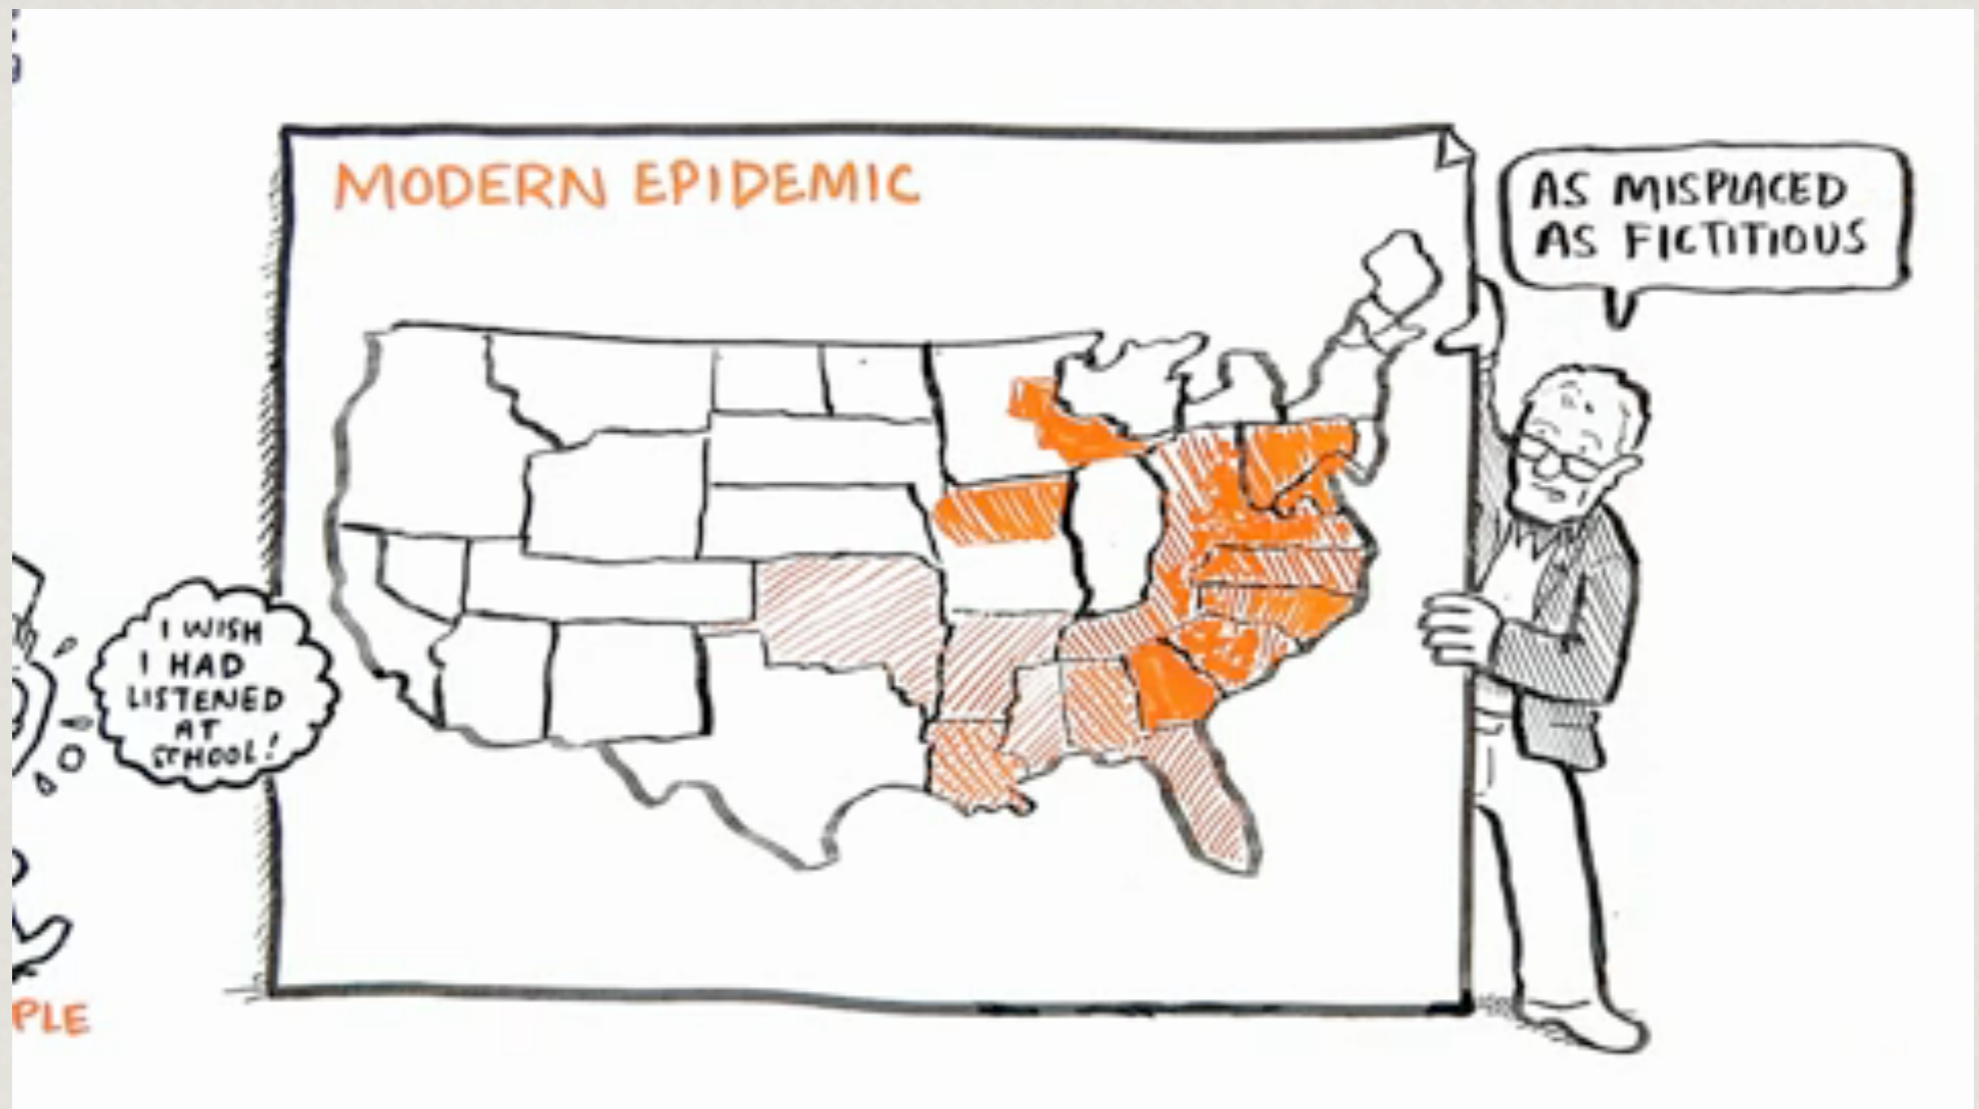 MODERN EPIDEMIC
AS MISPLACED
AS FICTITIOUS
I WISH
I HAD
LISTENED
AT
SCHOOL!
PLE